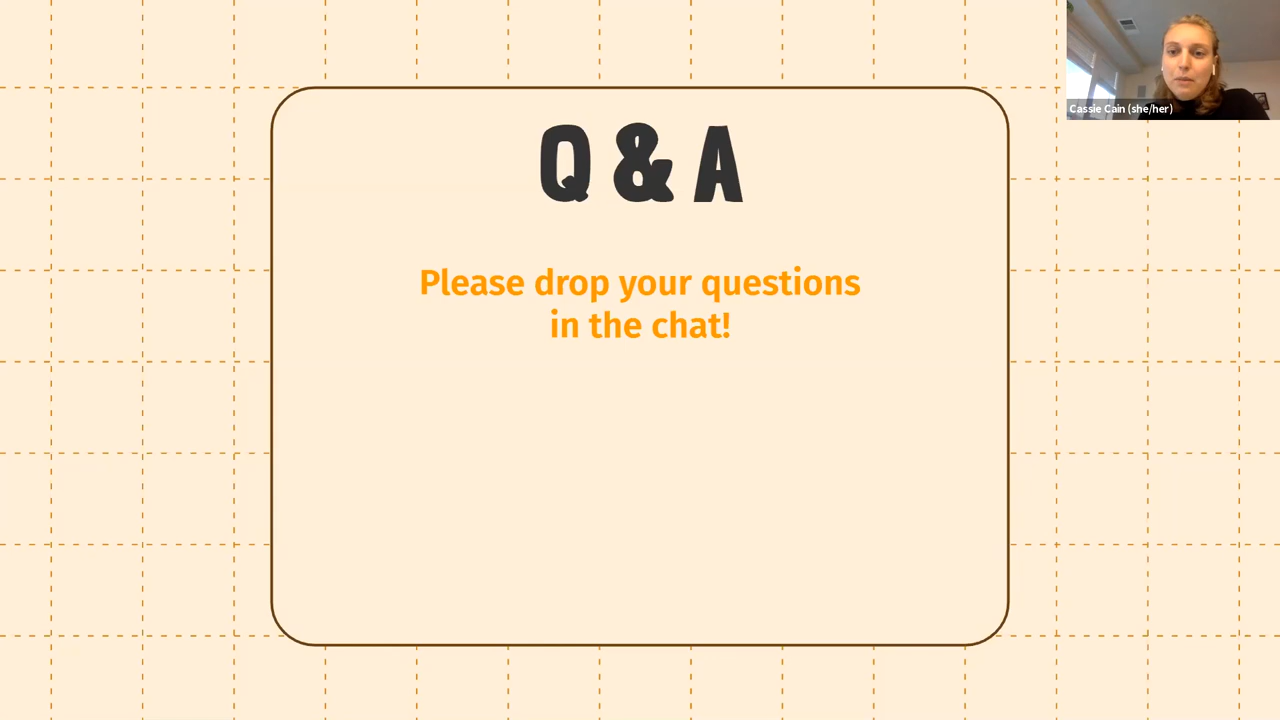 Q & A
Please drop your questions
in the chat!
Cassie Cain (she/her)